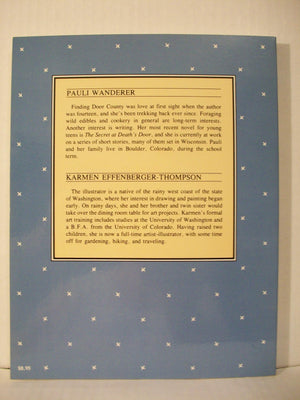 PAULI WANDERER
Finding Door County was love at first sight when the author
was fourteen, and she's been trekking back ever since. Foraging
wild edibles and cookery in general are long-term interests.
Another interest is writing. Her most recent novel for young
teens is The Secret at Death's Door, and she is currently at work
on a series of short stories, many of them set in Wisconsin. Pauli
and her family live in Boulder, Colorado, during the school
term.
KARMEN EFFENBERGER-THOMPSON
The illustrator is a native of the rainy west coast of the state
of Washington, where her interest in drawing and painting began
early. On rainy days, she and her brother and twin sister would
take over the dining room table for art projects. Karmen's formal
art training includes studies at the University of Washington and
a B.F.A. from the University of Colorado. Having raised two
children, she is now a full-time artist-illustrator, with some time
off for gardening, hiking, and traveling.
$8.95